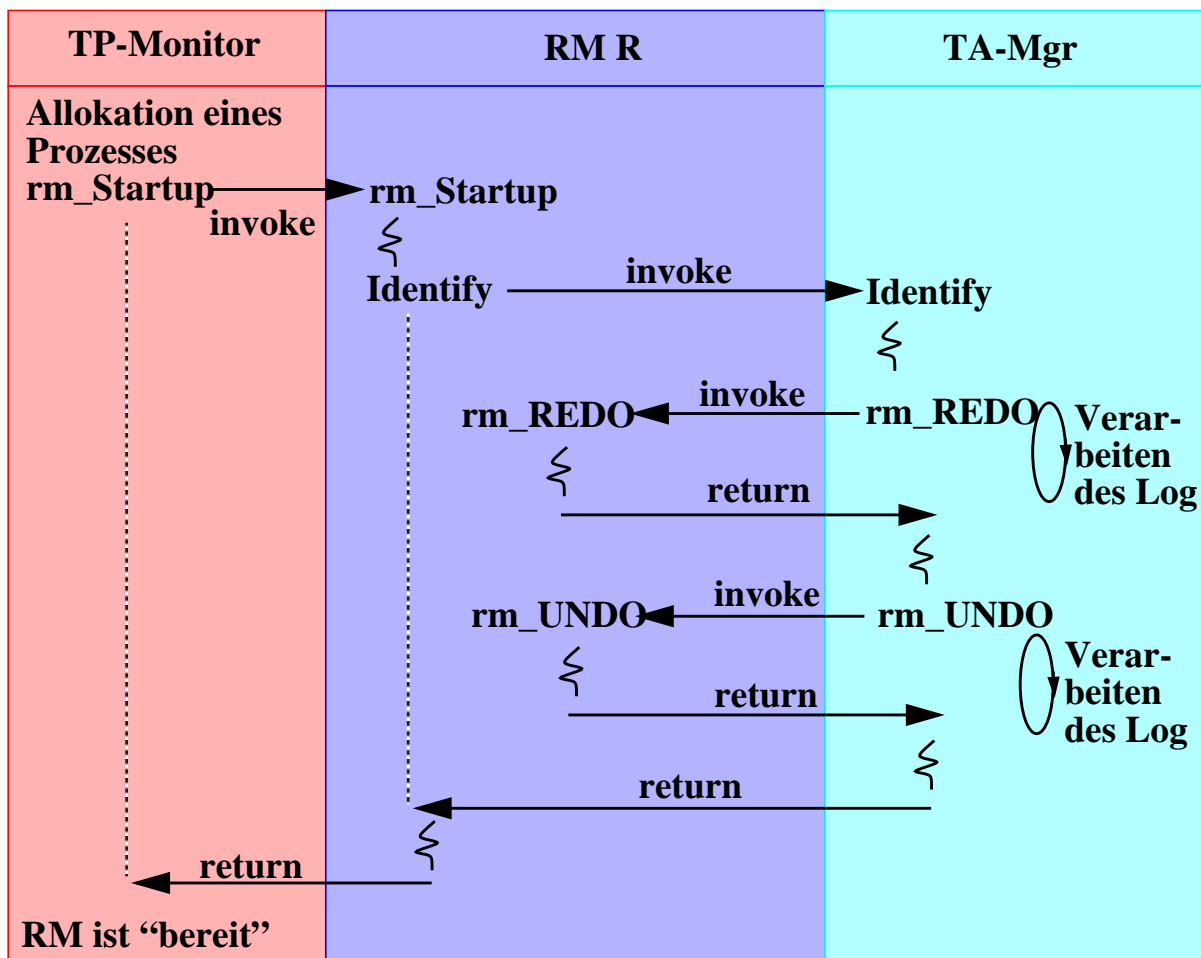 TP-Monitor
RM R
TA-Mgr
Allokation eines
Prozesses
rm_Startup
invoke
rm_Startup
Identify
invoke
Identify
rm_REDO
invoke
rm_REDO
Verar-
beiten
des Log
return
rm_UNDO
invoke
rm_UNDO
Verar-
beiten
des Log
return
return
return
RM ist “bereit”